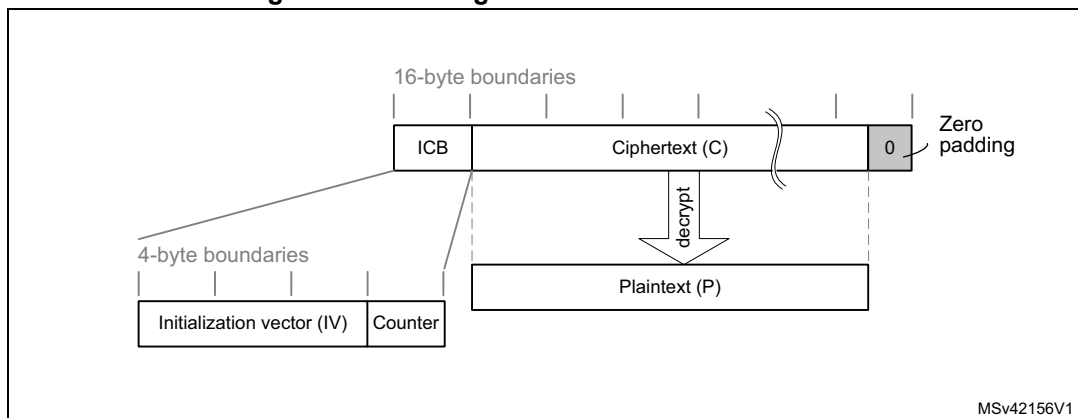 16-byte boundaries
ICB
Ciphertext (C)
0
Zero
padding
decrypt
4-byte boundaries
Plaintext (P)
Initialization vector (IV)
Counter
MSv42156V1